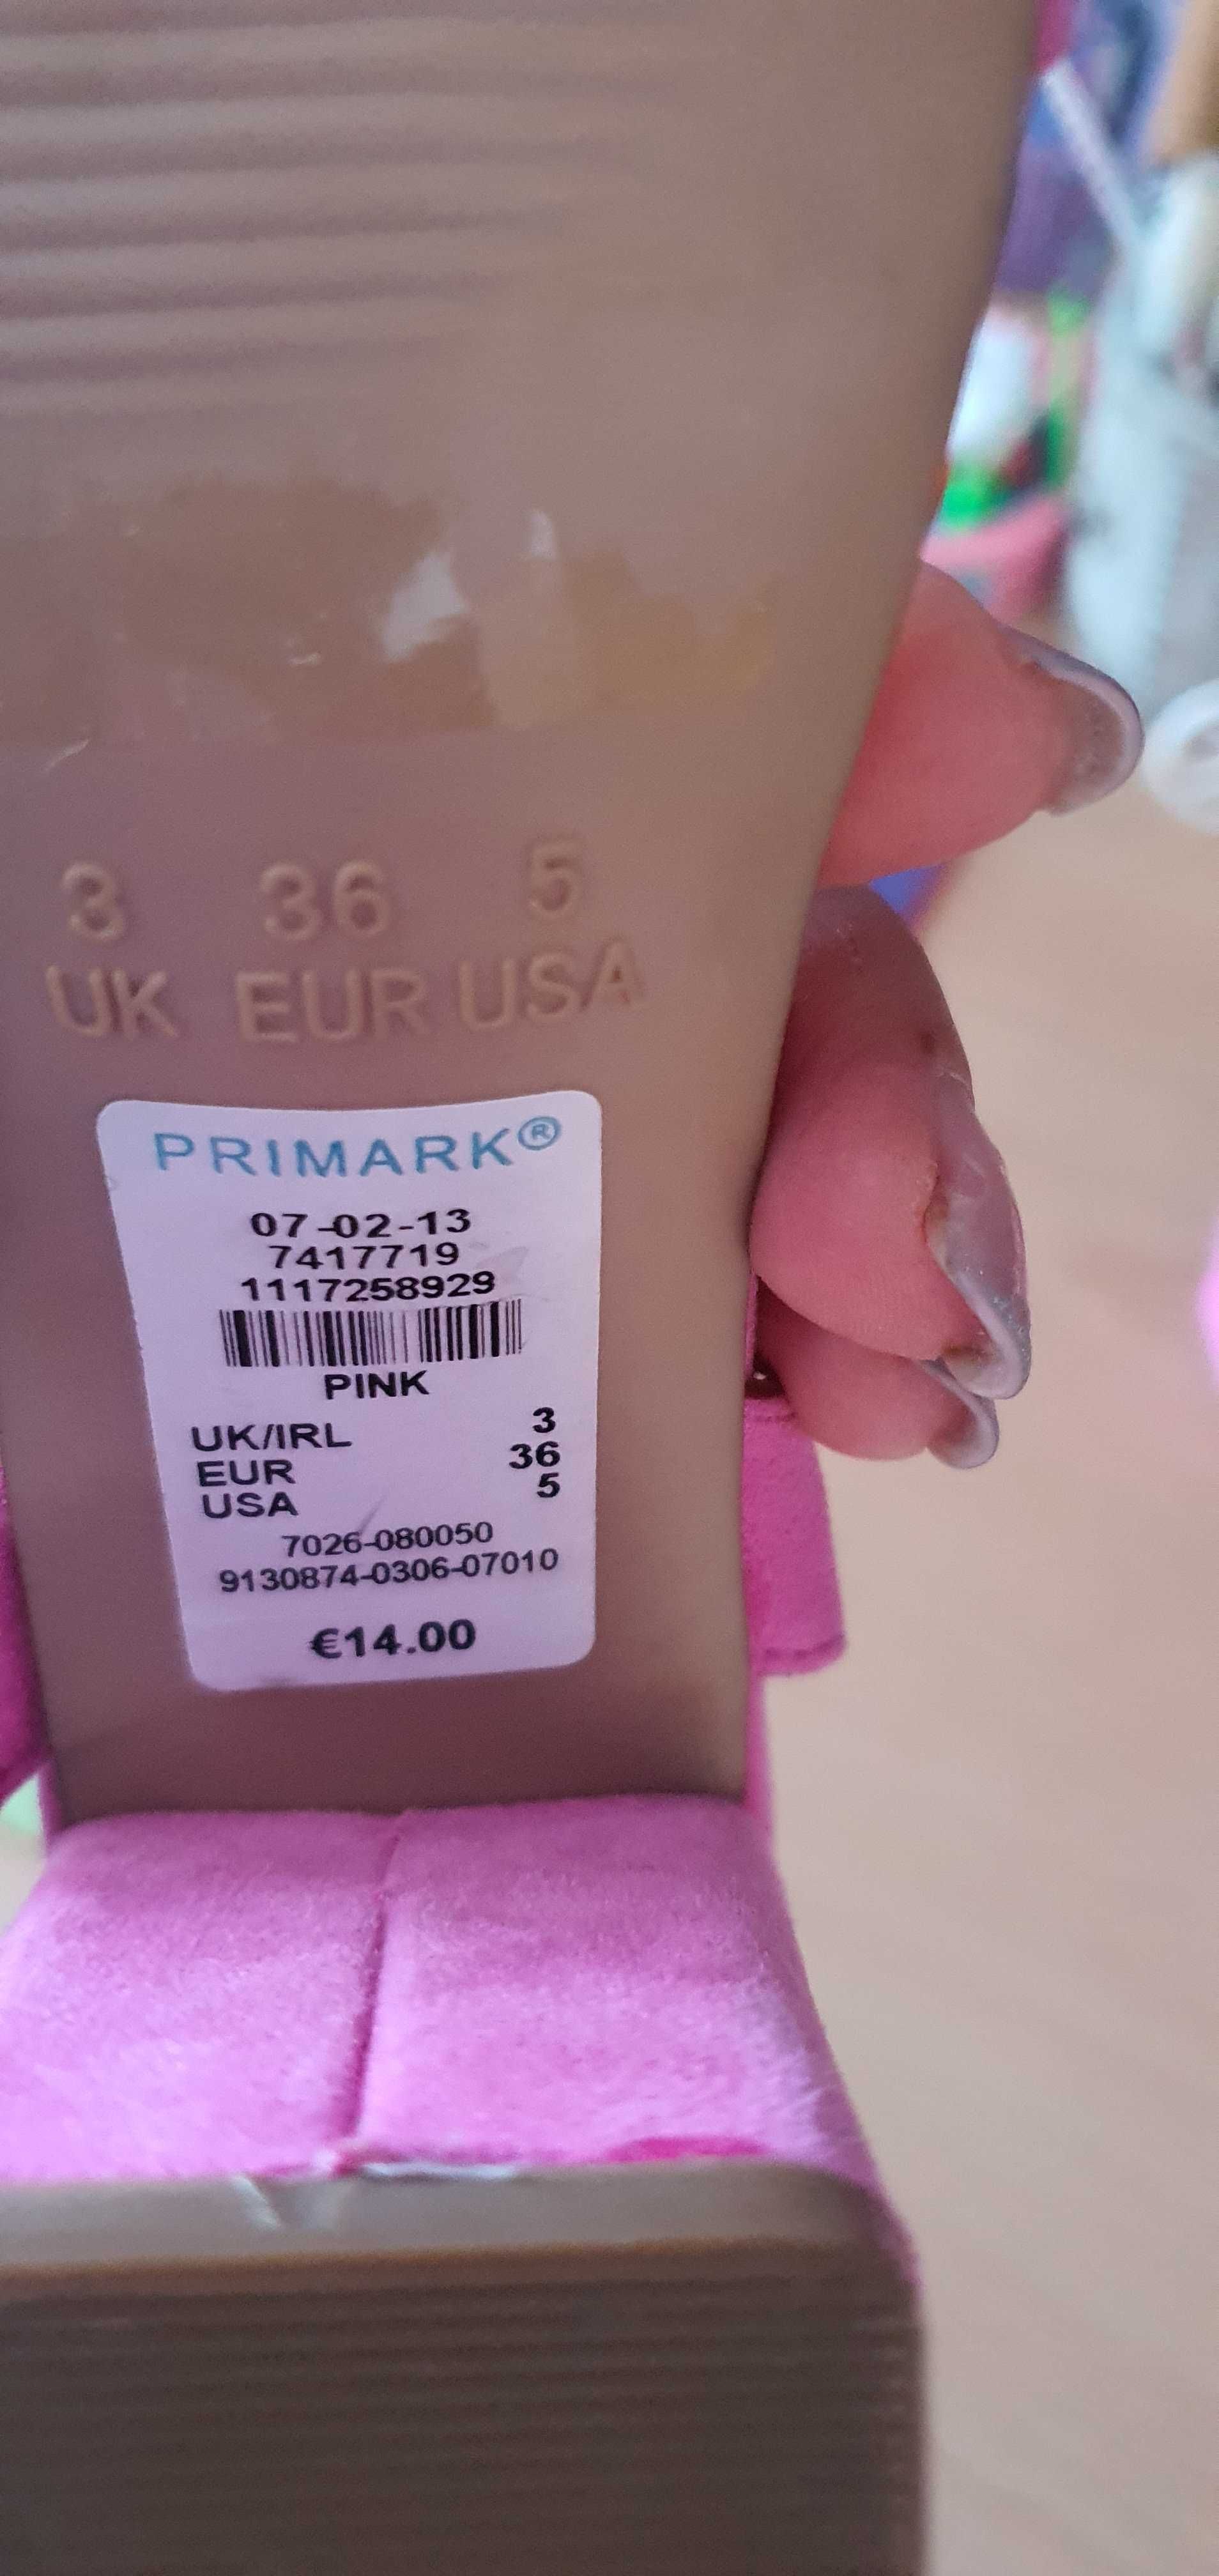 3 36 5
UK EUR USA
PRIMARK®
07-02-13
7417719
1117258929
PINK
UK/IRL 3
EUR 36
USA 5
7026-080050
9130874-0306-07010
€14.00